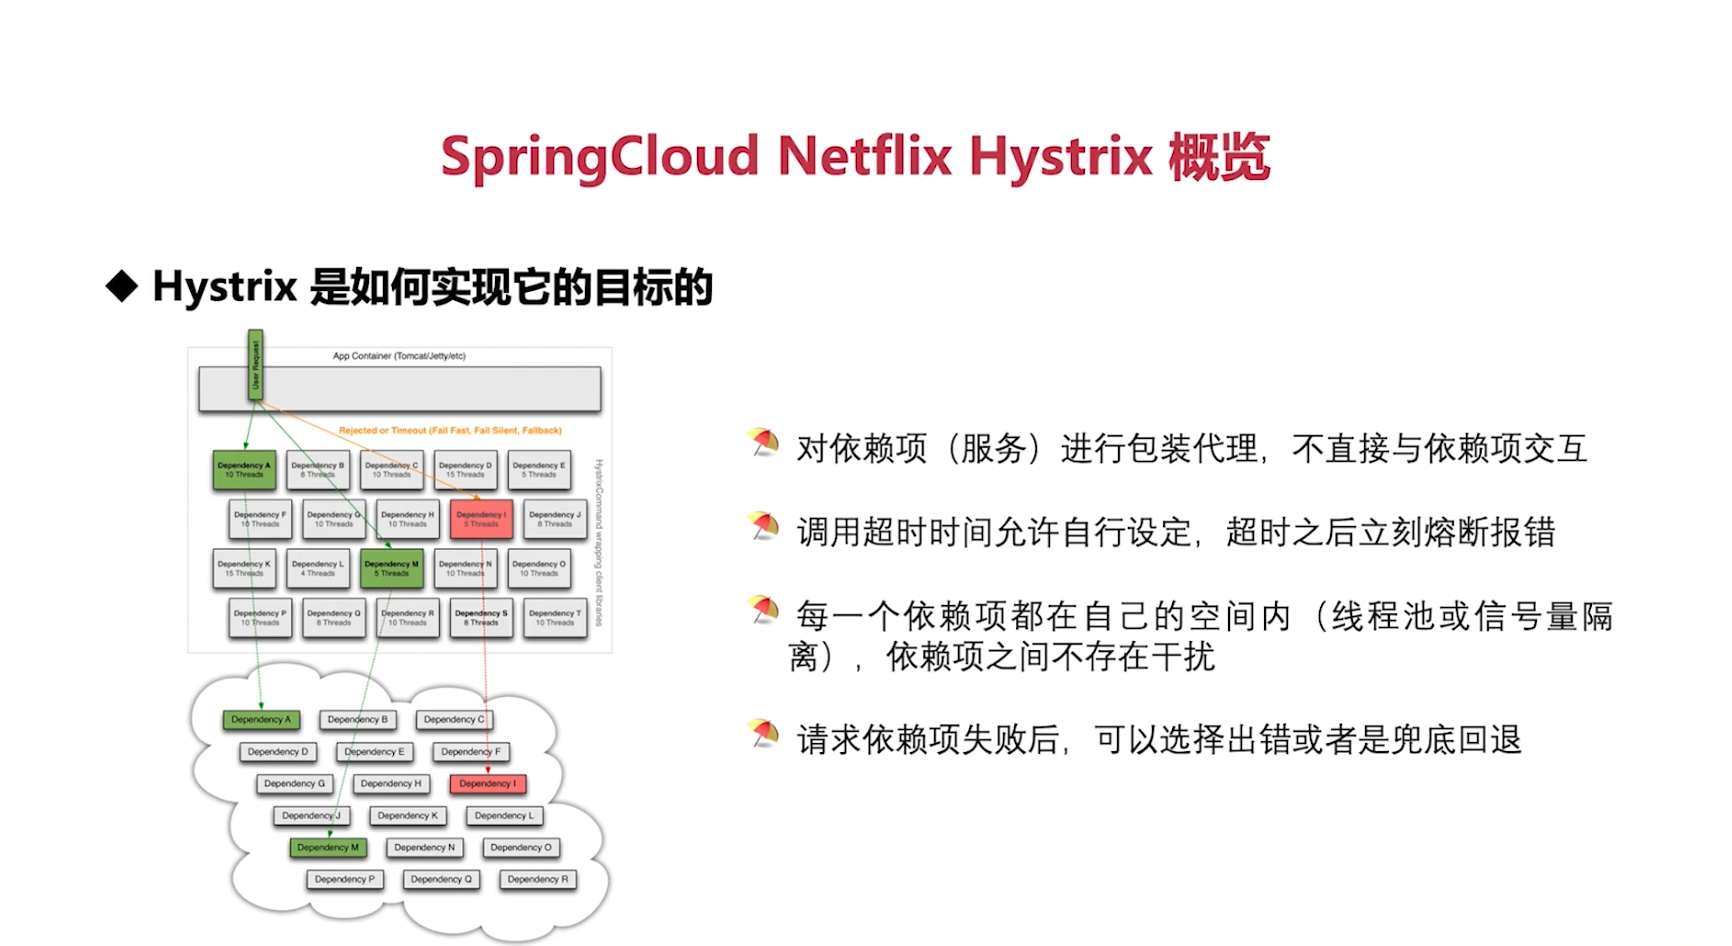 SpringCloud Netflix Hystrix 概览
◆ Hystrix 是如何实现它的目标的
User Request
App Container (Tomcat/Jetty/etc)
Rejected or Timeout (Fail Fast, Fail Silent, Fallback)
Dependency A
10 Threads
Dependency B
8 Threads
Dependency C
10 Threads
Dependency D
15 Threads
Dependency E
5 Threads
Dependency F
10 Threads
Dependency G
10 Threads
Dependency H
10 Threads
Dependency I
5 Threads
Dependency J
8 Threads
Dependency K
15 Threads
Dependency L
4 Threads
Dependency M
5 Threads
Dependency N
10 Threads
Dependency O
10 Threads
Dependency P
10 Threads
Dependency Q
8 Threads
Dependency R
10 Threads
Dependency S
8 Threads
Dependency T
10 Threads
HystrixCommand wrapping client libraries
Dependency A
Dependency B
Dependency C
Dependency D
Dependency E
Dependency F
Dependency G
Dependency H
Dependency I
Dependency J
Dependency K
Dependency L
Dependency M
Dependency N
Dependency O
Dependency P
Dependency Q
Dependency R
对依赖项（服务）进行包装代理，不直接与依赖项交互
调用超时时间允许自行设定，超时之后立刻熔断报错
每一个依赖项都在自己的空间内（线程池或信号量隔
离），依赖项之间不存在干扰
请求依赖项失败后，可以选择出错或者是兜底回退